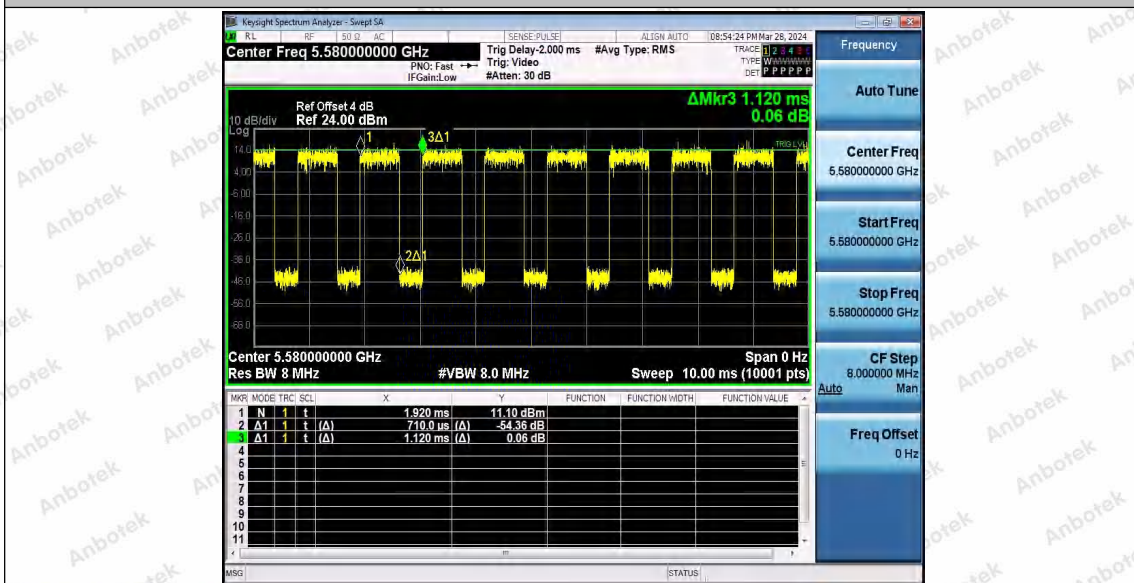 Keysight Spectrum Analyzer - Swept SA
RL RF 50 Ω AC SENSE:PULSE ALIGN AUTO 08:54:24 PM Mar 28, 2024
Center Freq 5.580000000 GHz
Trig Delay-2.000 ms #Avg Type: RMS
TRACE 1 2 3 4
PNO: Fast Trig: Video
TYPE W
IFGain:Low #Atten: 30 dB
DET P P P P P P
ΔMkr3 1.120 ms
0.06 dB
Ref Offset 4 dB
10 dB/div Ref 24.00 dBm
Log
1 3Δ1
14.0
TRIG LVL
4.00
-6.00
-16.0
-26.0
-36.0
2Δ1
-46.0
-56.0
-66.0
Center 5.580000000 GHz Span 0 Hz
Res BW 8 MHz #VBW 8.0 MHz Sweep 10.00 ms (10001 pts)
MKR MODE TRC SCL X Y FUNCTION FUNCTION WIDTH FUNCTION VALUE
1 N 1 t 1.920 ms 11.10 dBm
2 Δ1 1 t (Δ) 710.0 us (Δ) -54.36 dB
3 Δ1 1 t (Δ) 1.120 ms (Δ) 0.06 dB
4
5
6
7
8
9
10
11
MSG STATUS
Frequency
Auto Tune
Center Freq
5.580000000 GHz
Start Freq
5.580000000 GHz
Stop Freq
5.580000000 GHz
CF Step
8.000000 MHz
Auto Man
Freq Offset
0 Hz
Anbotek